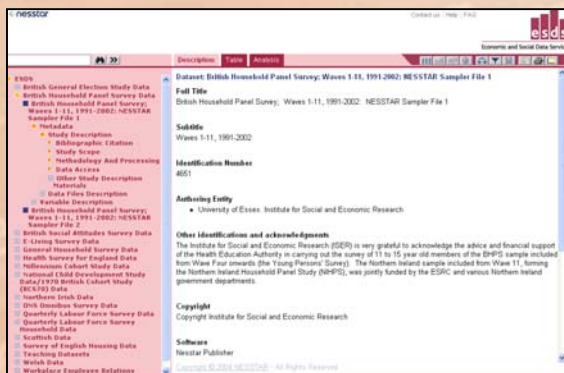 nesstar
Contact us | Help | FAQ
esds
Economic and Social Data Service
Description Table Analysis
ESDS
British General Election Study Data
British Household Panel Survey Data
British Household Panel Survey;
Waves 1-11, 1991-2002: NESSTAR
Sampler File 1
Metadata
Study Description
Bibliographic Citation
Study Scope
Methodology And Processing
Data Access
Other Study Description
Materials
Data Files Description
Variable Description
British Household Panel Survey;
Waves 1-11, 1991-2002: NESSTAR
Sampler File 2
British Social Attitudes Survey Data
E-Living Survey Data
General Household Survey Data
Health Survey for England Data
Millennium Cohort Study Data
National Child Development Study
Data/1970 British Cohort Study
(BCS70) Data
Northern Irish Data
ONS Omnibus Survey Data
Quarterly Labour Force Survey Data
Quarterly Labour Force Survey
Household Data
Scottish Data
Survey of English Housing Data
Teaching Datasets
Welsh Data
Workplace Employee Relations
Dataset: British Household Panel Survey; Waves 1-11, 1991-2002: NESSTAR Sampler File 1
Full Title
British Household Panel Survey; Waves 1-11, 1991-2002: NESSTAR Sampler File 1
Subtitle
Waves 1-11, 1991-2002
Identification Number
4651
Authoring Entity
University of Essex. Institute for Social and Economic Research
Other identifications and acknowledgments
The Institute for Social and Economic Research (ISER) is very grateful to acknowledge the advice and financial support
of the Health Education Authority in carrying out the survey of 11 to 15 year old members of the BHPS sample included
from Wave Four onwards (the Young Persons' Survey). The Northern Ireland sample included from Wave 11, forming
the Northern Ireland Household Panel Study (NIHPS), was jointly funded by the ESRC and various Northern Ireland
government departments.
Copyright
Copyright Institute for Social and Economic Research
Software
Nesstar Publisher
Copyright © 2004 NESSTAR - All Rights Reserved